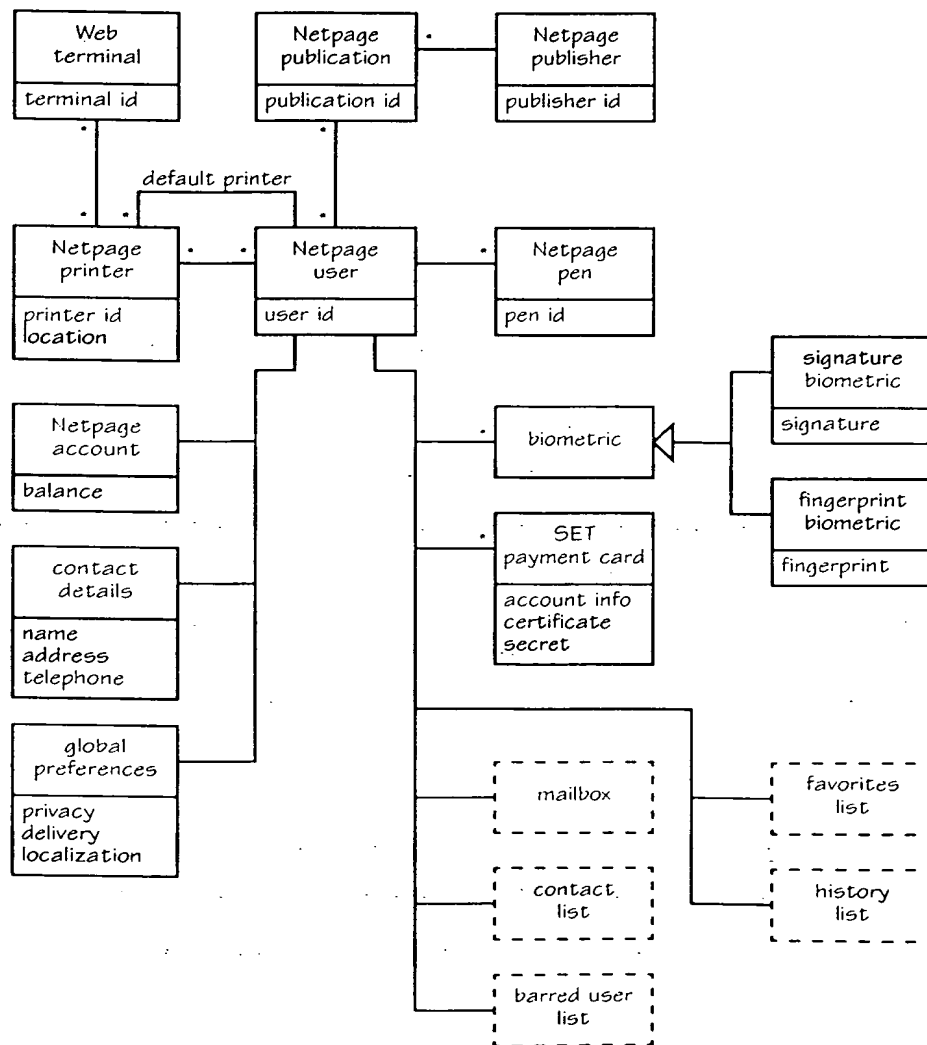 Web
terminal
terminal id
Netpage
publication
publication id
Netpage
publisher
publisher id
default printer
Netpage
printer
printer id
location
Netpage
user
user id
Netpage
pen
pen id
signature
biometric
signature
Netpage
account
balance
biometric
fingerprint
biometric
fingerprint
SET
payment card
account info
certificate
secret
contact
details
name
address
telephone
global
preferences
privacy
delivery
localization
mailbox
favorites
list
contact
list
history
list
barred user
list